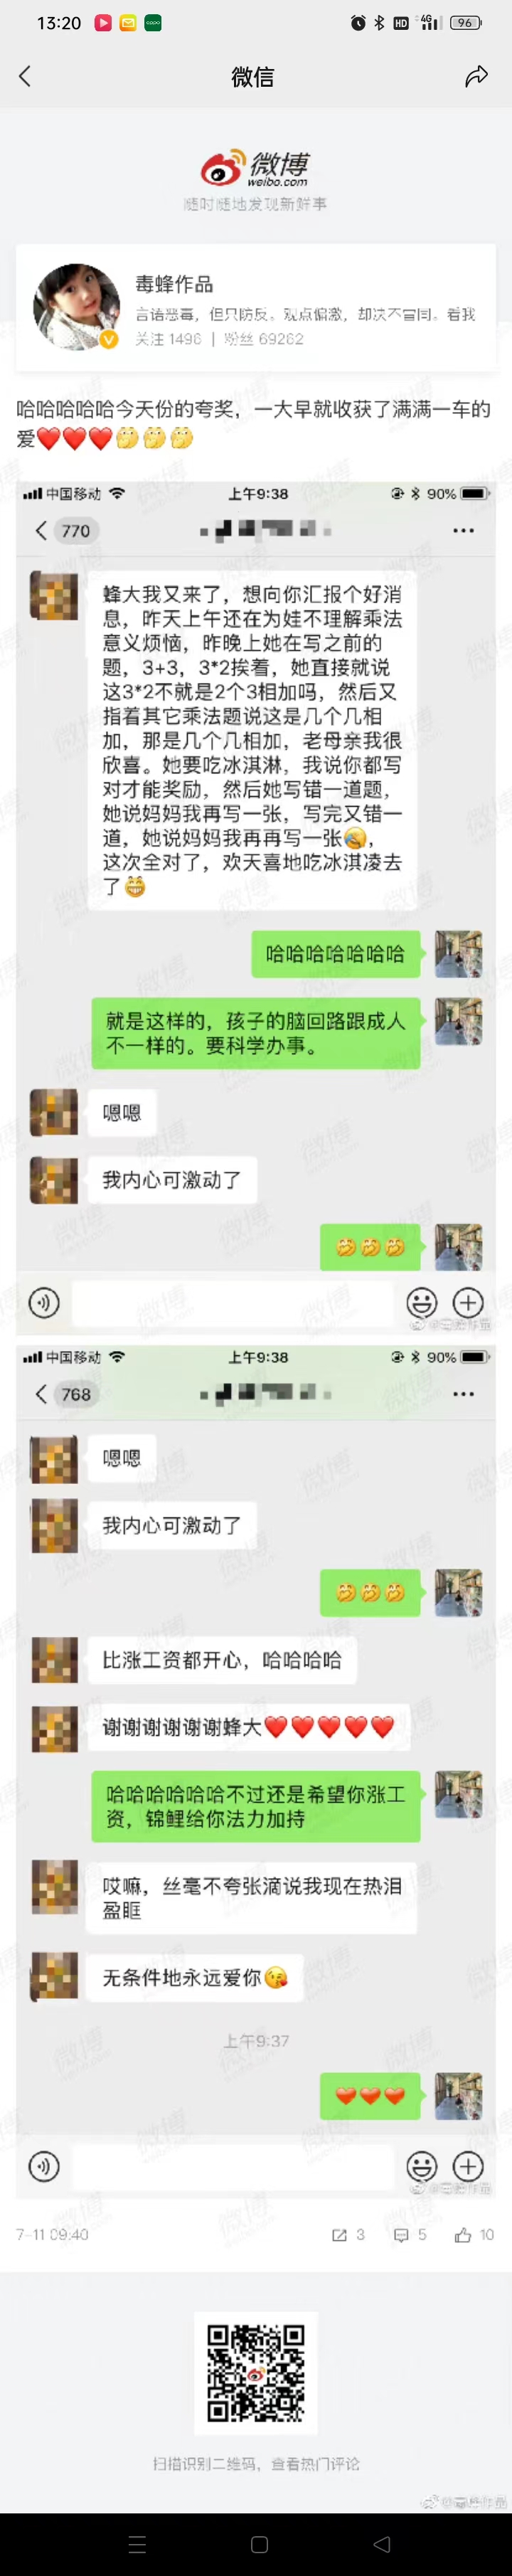 13:20
HD
4G
96
微信
微博
weibo.com
随时随地发现新鲜事
毒蜂作品
言语恶毒，但只防反。观点偏激，却决不雷同。看我
关注 1496 | 粉丝 69262
哈哈哈哈哈今天份的夸奖，一大早就收获了满满一车的
爱❤️❤️❤️🤔🤔🤔
中国移动
上午9:38
90%
770
蜂大我又来了，想向你汇报个好消
息，昨天上午还在为娃不理解乘法
意义烦恼，昨晚上她在写之前的
题，3+3，3*2挨着，她直接就说
这3*2不就是2个3相加吗，然后又
指着其它乘法题说这是几个几相
加，那是几个几相加，老母亲我很
欣喜。她要吃冰淇淋，我说你都写
对才能奖励，然后她写错一道题，
她说妈妈我再写一张，写完又错一
道，她说妈妈我再再写一张🤣，
这次全对了，欢天喜地吃冰淇凌去
了😁
哈哈哈哈哈哈哈
就是这样的，孩子的脑回路跟成人
不一样的。要科学办事。
嗯嗯
我内心可激动了
🤭🤭🤭
@毒蜂作品
中国移动
上午9:38
90%
768
嗯嗯
我内心可激动了
🤭🤭🤭
比涨工资都开心，哈哈哈哈
谢谢谢谢谢谢蜂大❤️❤️❤️❤️❤️
哈哈哈哈哈哈不过还是希望你涨工
资，锦鲤给你法力加持
哎嘛，丝毫不夸张滴说我现在热泪
盈眶
无条件地永远爱你😘
上午9:37
❤️❤️❤️
@毒蜂作品
7-11 09:40
3
5
10
扫描识别二维码，查看热门评论
@毒蜂作品